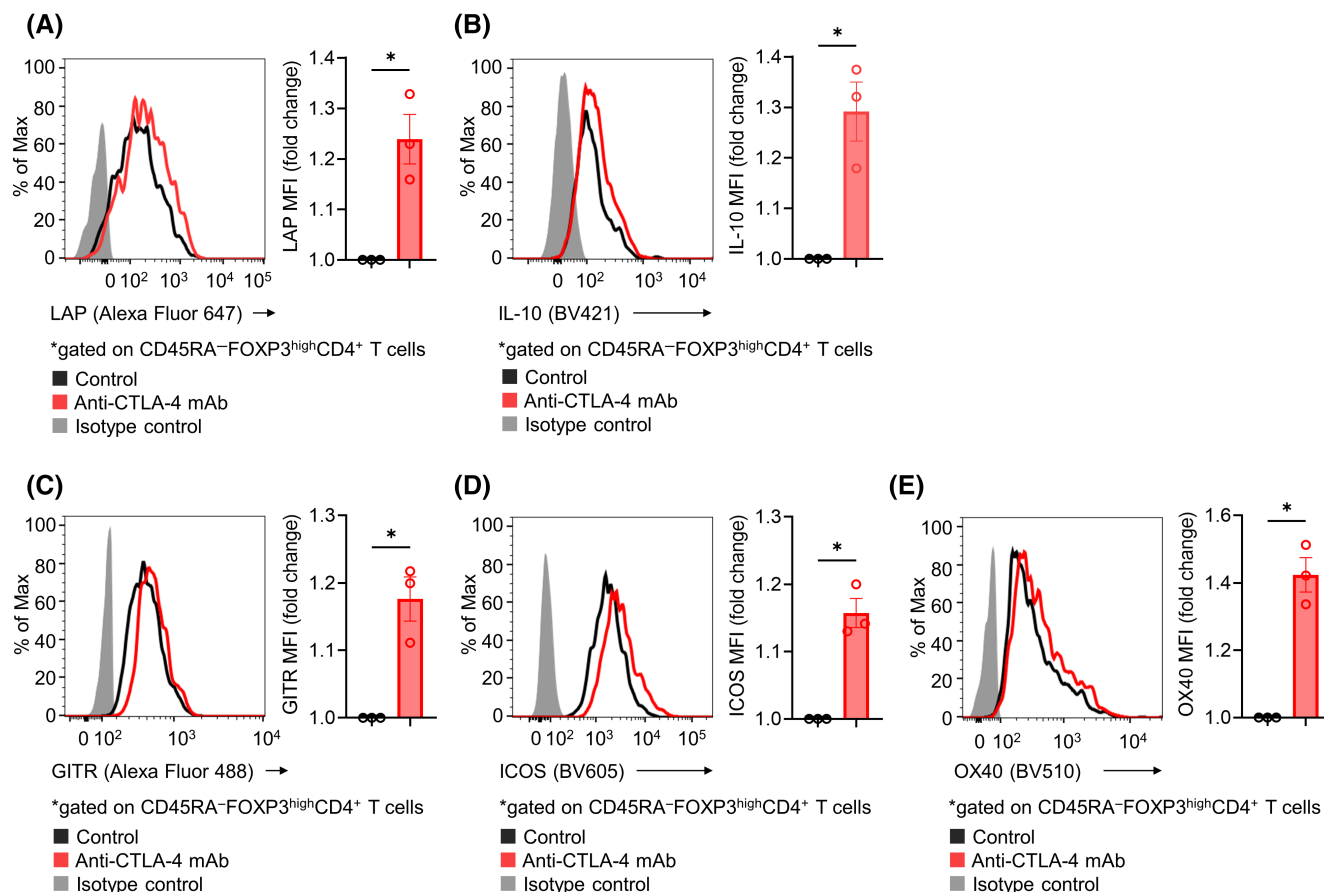 (A)
% of Max
100
80
60
40
20
0
0 10² 10³ 10⁴ 10⁵
LAP (Alexa Fluor 647)
LAP MFI (fold change)
1.4
1.3
1.2
1.1
1.0
*
*gated on CD45RA–FOXP3highCD4+ T cells
Control
Anti-CTLA-4 mAb
Isotype control
(B)
% of Max
100
80
60
40
20
0
0 10² 10³ 10⁴
IL-10 (BV421)
IL-10 MFI (fold change)
1.4
1.3
1.2
1.1
1.0
*
*gated on CD45RA–FOXP3highCD4+ T cells
Control
Anti-CTLA-4 mAb
Isotype control
(C)
% of Max
100
80
60
40
20
0
0 10² 10³ 10⁴
GITR (Alexa Fluor 488)
GITR MFI (fold change)
1.3
1.2
1.1
1.0
*
*gated on CD45RA–FOXP3highCD4+ T cells
Control
Anti-CTLA-4 mAb
Isotype control
(D)
% of Max
100
80
60
40
20
0
0 10² 10³ 10⁴ 10⁵
ICOS (BV605)
ICOS MFI (fold change)
1.3
1.2
1.1
1.0
*
*gated on CD45RA–FOXP3highCD4+ T cells
Control
Anti-CTLA-4 mAb
Isotype control
(E)
% of Max
100
80
60
40
20
0
0 10² 10³ 10⁴
OX40 (BV510)
OX40 MFI (fold change)
1.6
1.4
1.2
1.0
*
*gated on CD45RA–FOXP3highCD4+ T cells
Control
Anti-CTLA-4 mAb
Isotype control